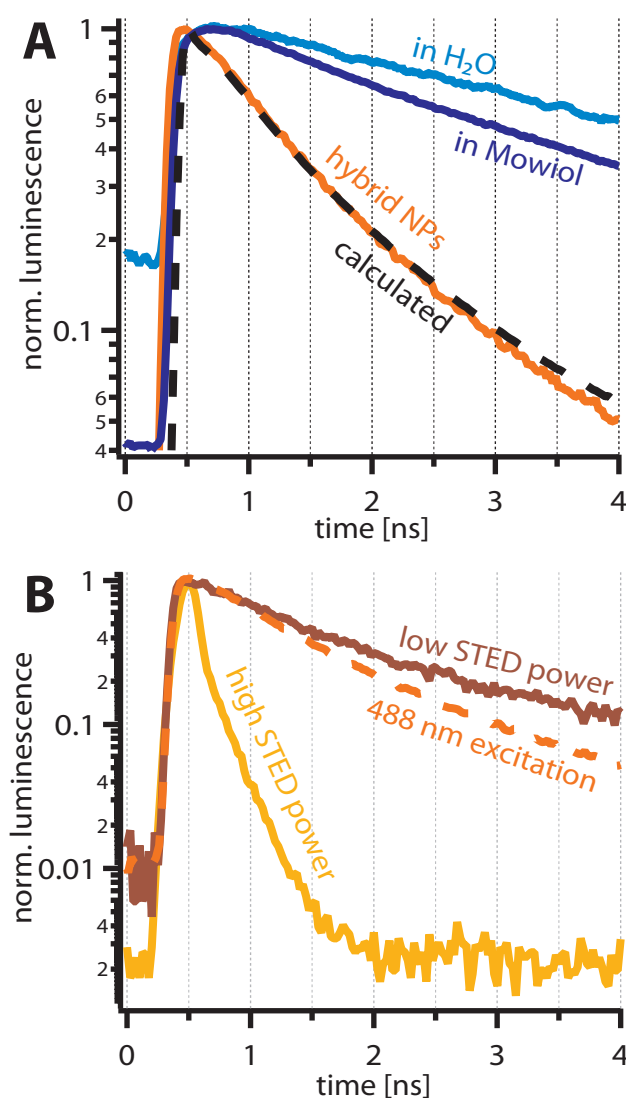 A
1
6
5
4
3
2
0.1
6
5
4
norm. luminescence
in H₂O
in Mowiol
hybrid NPs
calculated
0
1
2
3
4
time [ns]
B
1
4
2
0.1
4
2
0.01
4
2
norm. luminescence
low STED power
488 nm excitation
high STED power
0
1
2
3
4
time [ns]